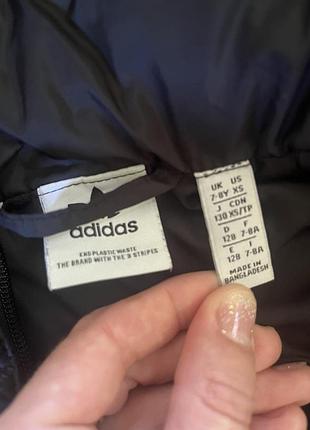 adidas
END PLASTIC WASTE
THE BRAND WITH THE 3 STRIPES
UK US
7-8Y XS
J CDN
130 XS/TP
D F
128 7-8A
E I
128 7-8A
MADE IN
BANGLADESH